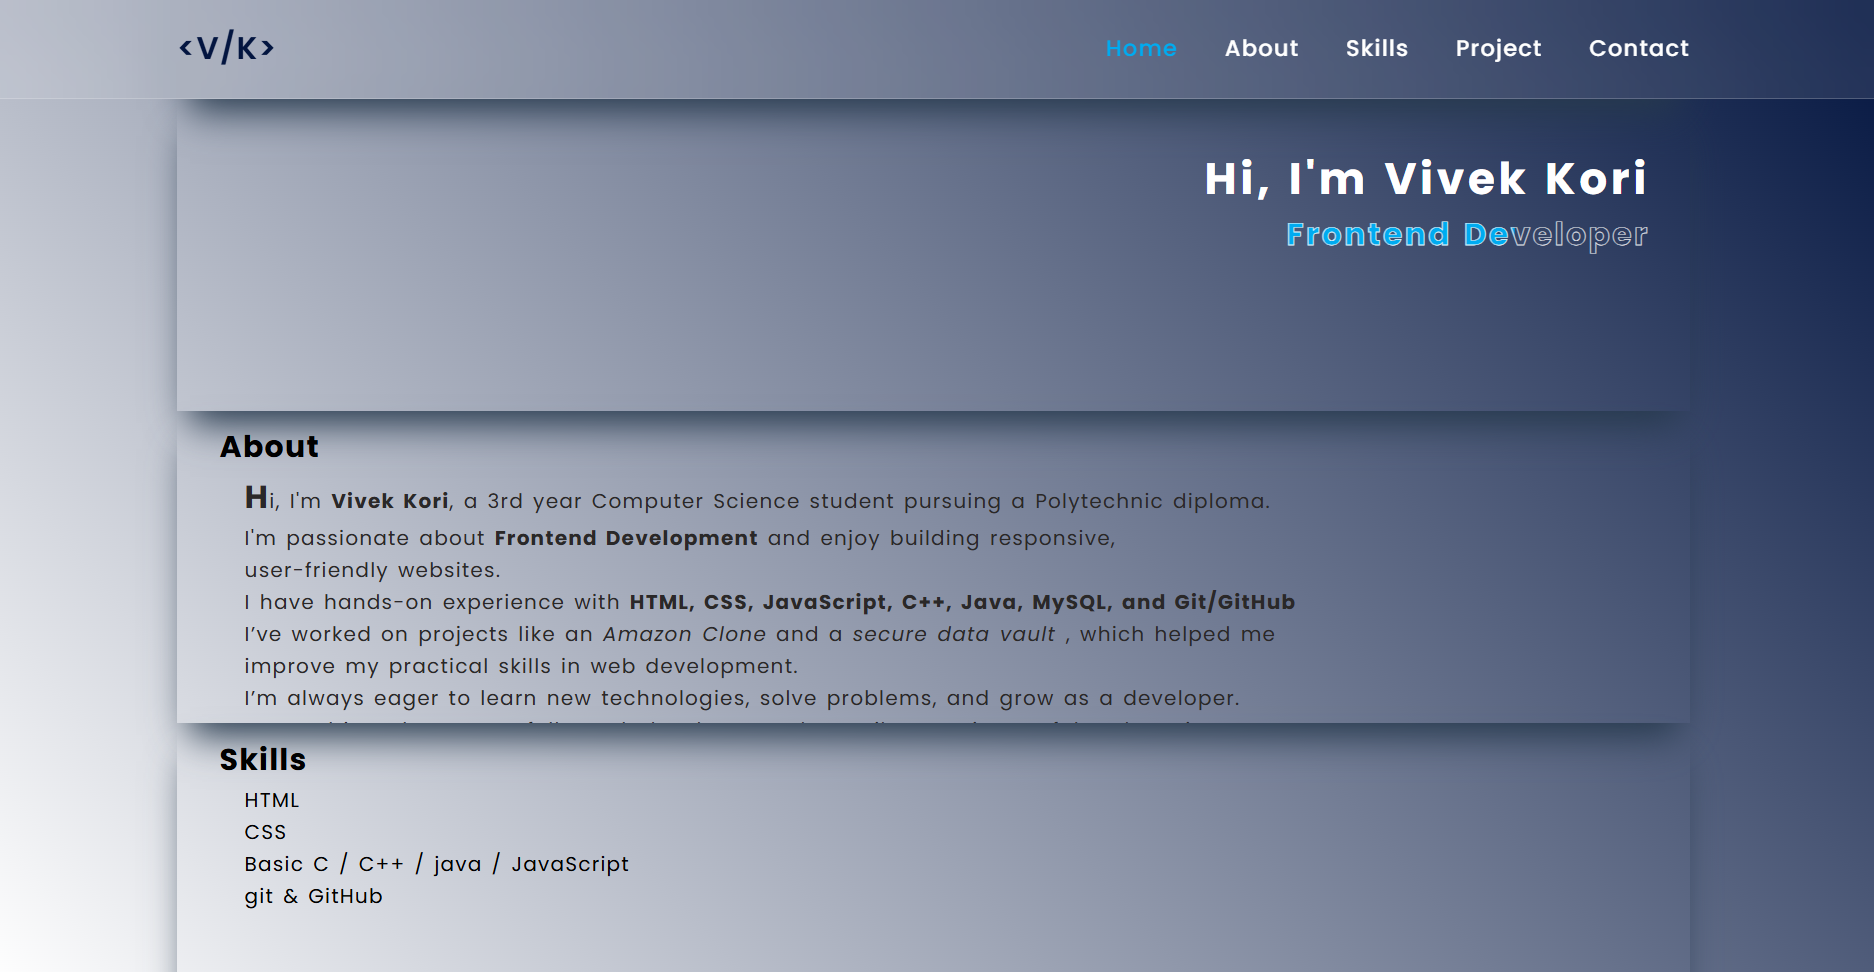 <V/K>
Home About Skills Project Contact
Hi, I'm Vivek Kori
Frontend Developer
About
Hi, I'm Vivek Kori, a 3rd year Computer Science student pursuing a Polytechnic diploma.
I'm passionate about Frontend Development and enjoy building responsive,
user-friendly websites.
I have hands-on experience with HTML, CSS, JavaScript, C++, Java, MySQL, and Git/GitHub
I’ve worked on projects like an Amazon Clone and a secure data vault , which helped me
improve my practical skills in web development.
I’m always eager to learn new technologies, solve problems, and grow as a developer.
Skills
HTML
CSS
Basic C / C++ / java / JavaScript
git & GitHub